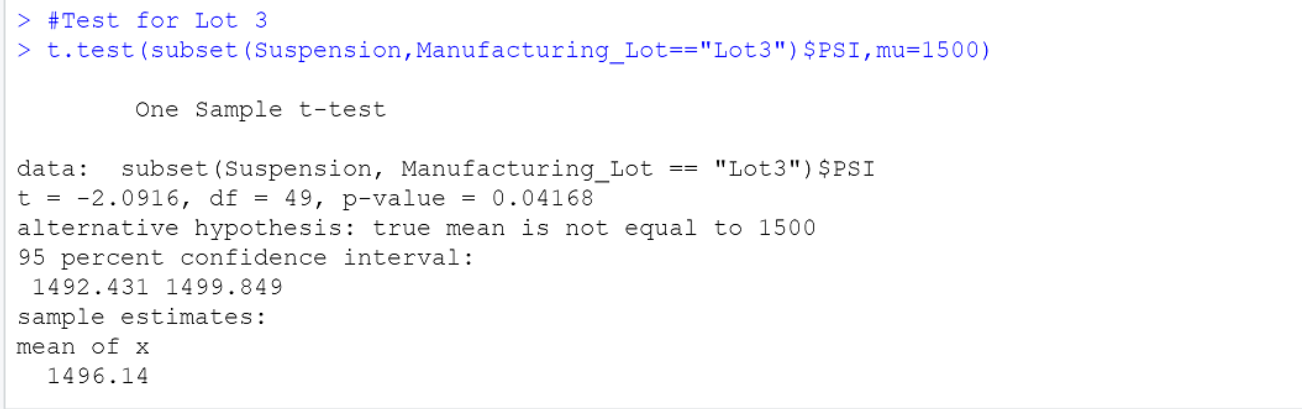 > #Test for Lot 3
> t.test(subset(Suspension,Manufacturing_Lot=="Lot3")$PSI,mu=1500)
One Sample t-test
data:  subset(Suspension, Manufacturing_Lot == "Lot3")$PSI
t = -2.0916, df = 49, p-value = 0.04168
alternative hypothesis: true mean is not equal to 1500
95 percent confidence interval:
1492.431 1499.849
sample estimates:
mean of x
1496.14